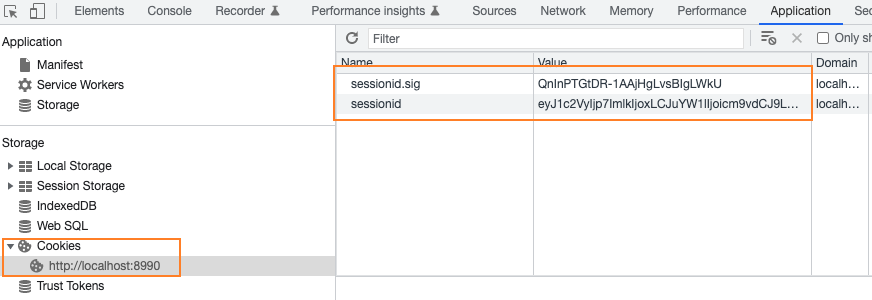 Elements Console Recorder Performance insights Sources Network Memory Performance Application Sec
Application
Manifest
Service Workers
Storage
Storage
Local Storage
Session Storage
IndexedDB
Web SQL
Cookies
http://localhost:8990
Trust Tokens
Filter Only sh
Name Value Domain
sessionid.sig QnInPTGtDR-1AAjHgLvsBIgLWkU localh…
sessionid eyJ1c2VyIjp7ImlkIjoxLCJuYW1lIjoicm9vdCJ9L… localh…